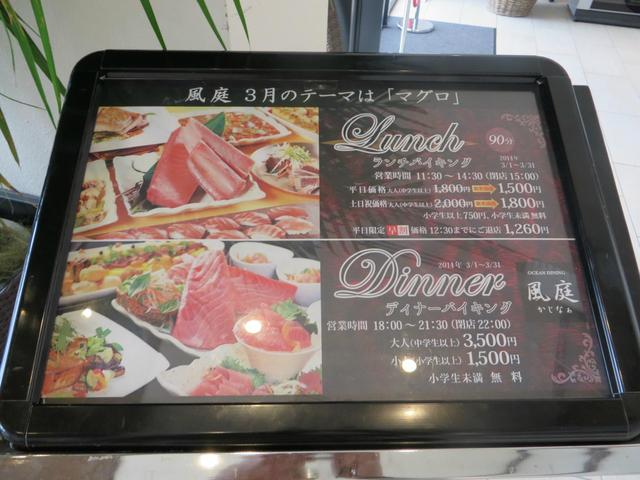 風庭 3月のテーマは「マグロ」
Lunch 90分
ランチバイキング
2014年
3/1～3/31
営業時間 11:30～14:30 (閉店 15:00)
平日価格 大人(中学生以上) 1,800円 1,500円
土日祝価格 大人(中学生以上) 2,000円 1,800円
小学生以上750円、小学生未満 無料
平日限定 早割 価格 12:30までにご退店 1,260円
2014年 3/1～3/31
Dinner
ディナーバイキング
営業時間 18:00～21:30 (閉店 22:00)
大人(中学生以上) 3,500円
小人(小学生以上) 1,500円
小学生未満 無料
OCEAN DINING
風庭
かじなぁ